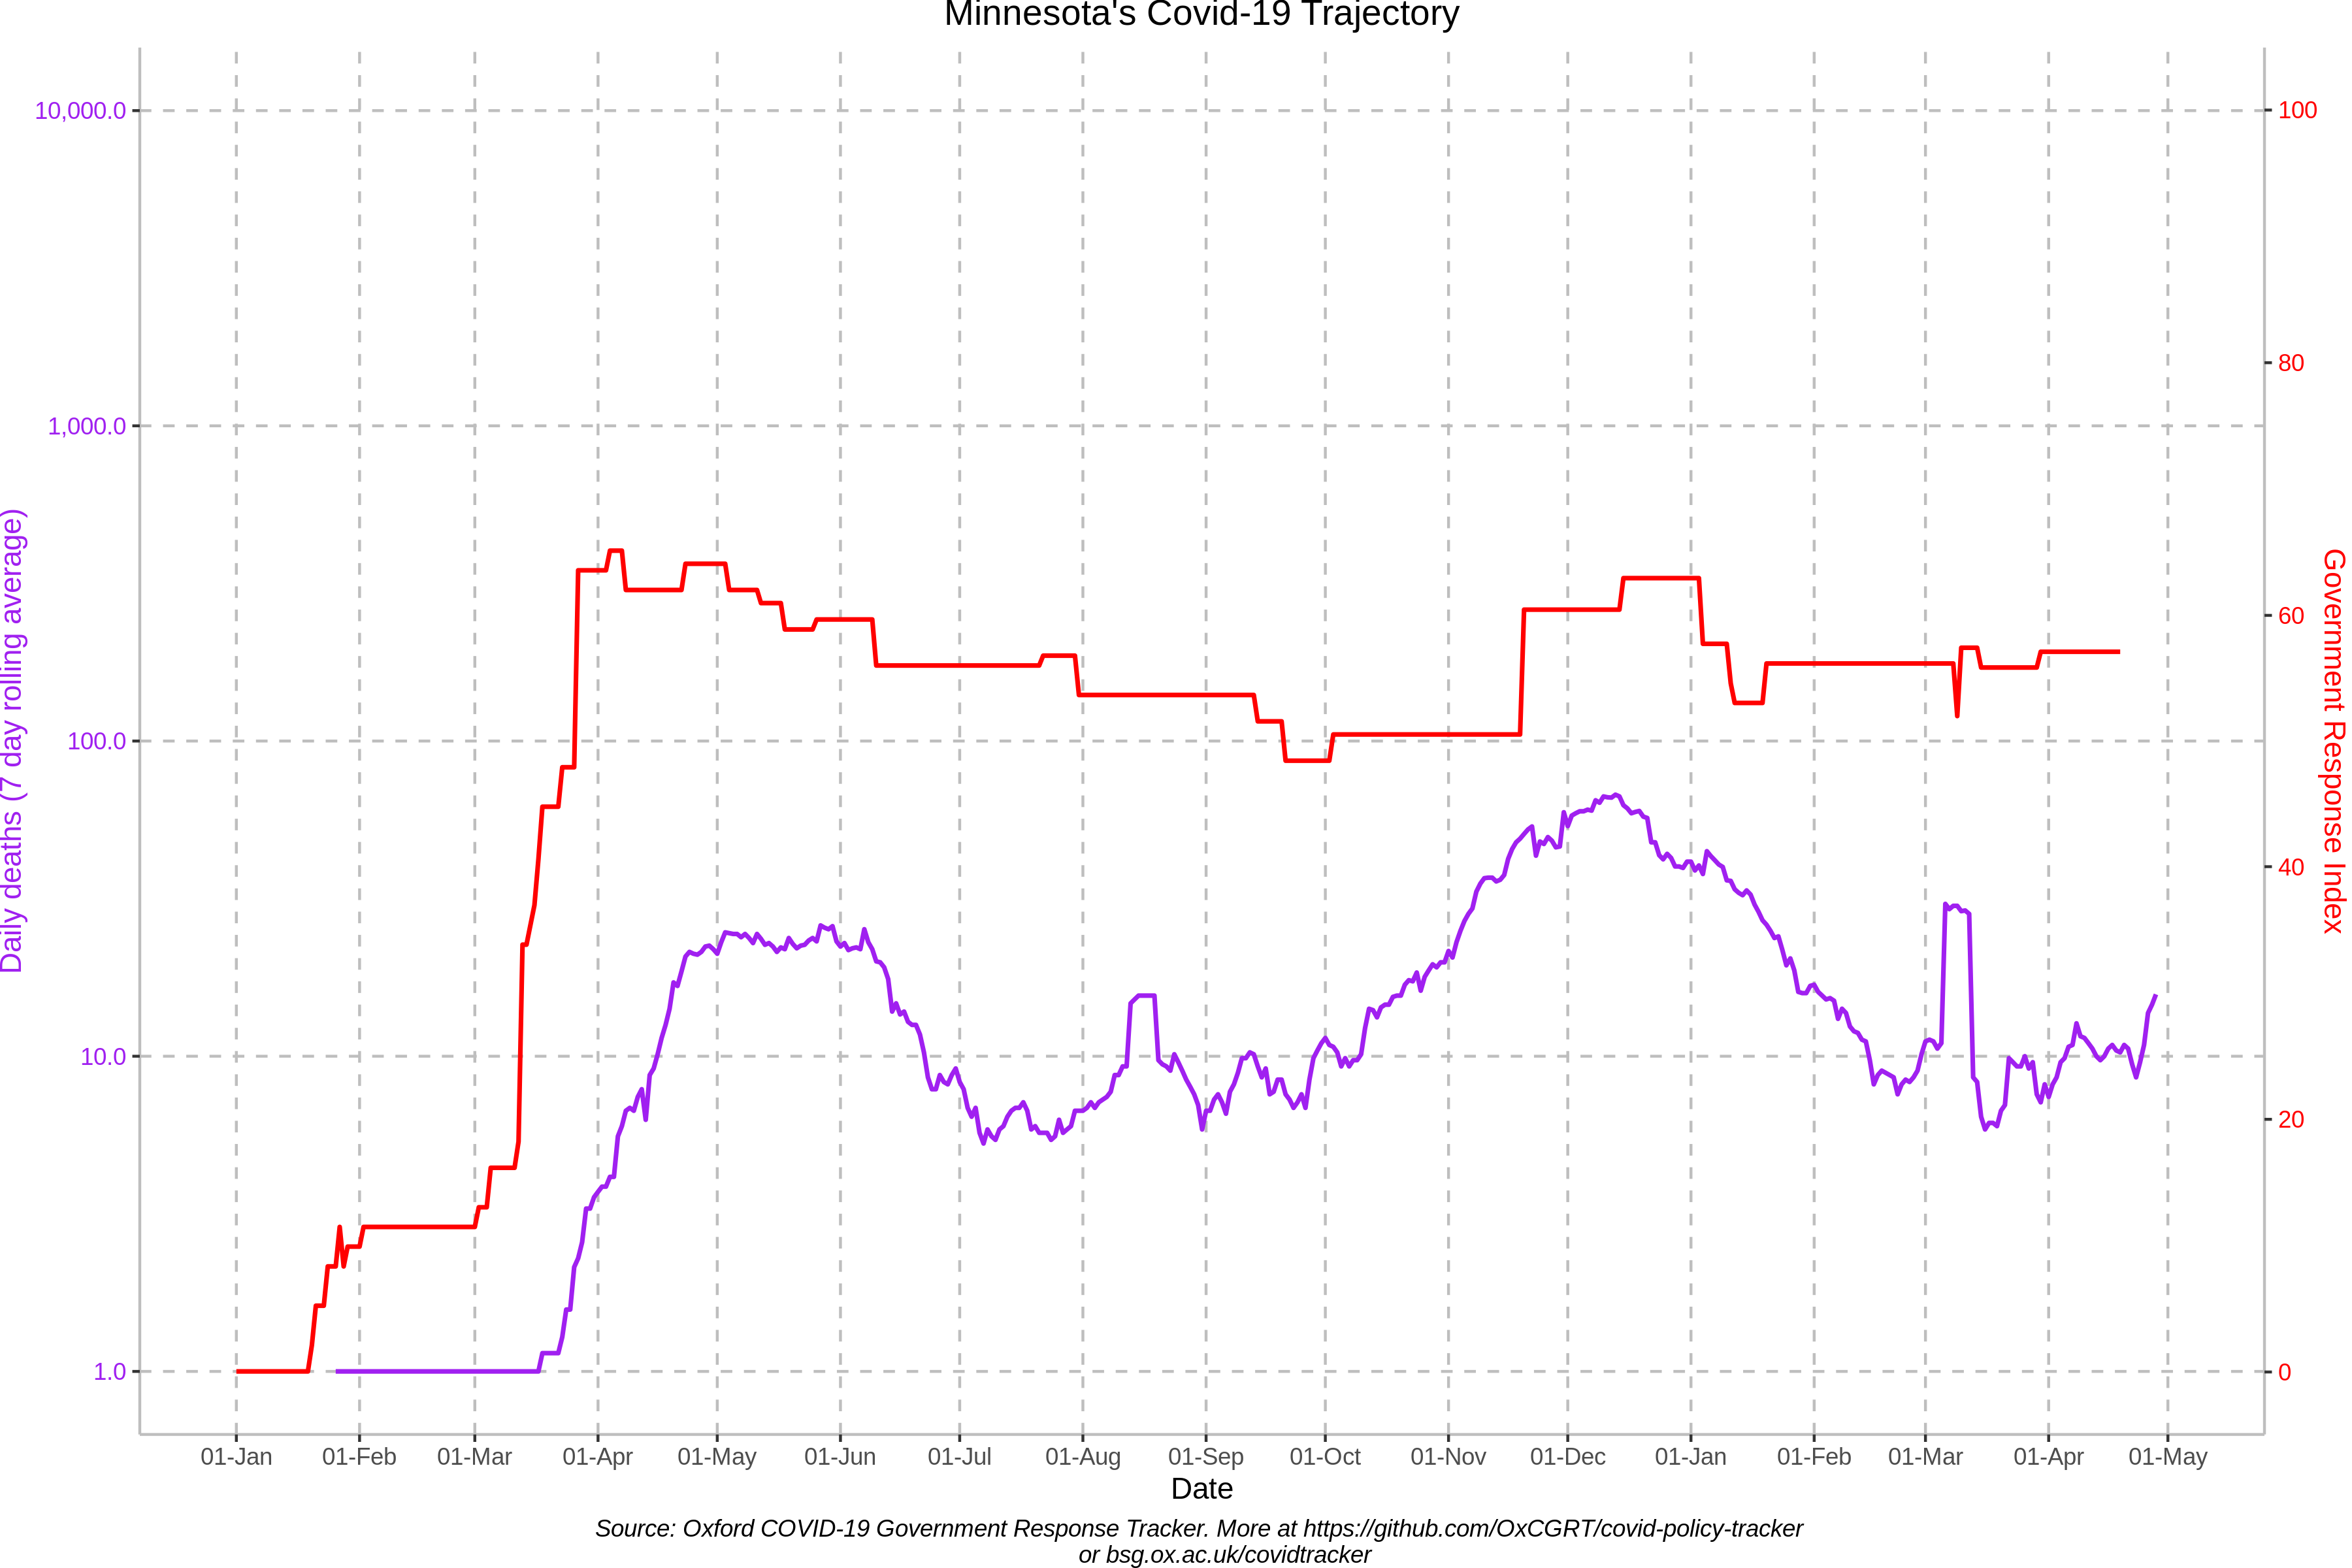 Minnesota's Covid-19 Trajectory
10,000.0
1,000.0
100.0
10.0
1.0
Daily deaths (7 day rolling average)
100
80
60
40
20
0
Government Response Index
01-Jan 01-Feb 01-Mar 01-Apr 01-May 01-Jun 01-Jul 01-Aug 01-Sep 01-Oct 01-Nov 01-Dec 01-Jan 01-Feb 01-Mar 01-Apr 01-May
Date
Source: Oxford COVID-19 Government Response Tracker. More at https://github.com/OxCGRT/covid-policy-tracker
or bsg.ox.ac.uk/covidtracker